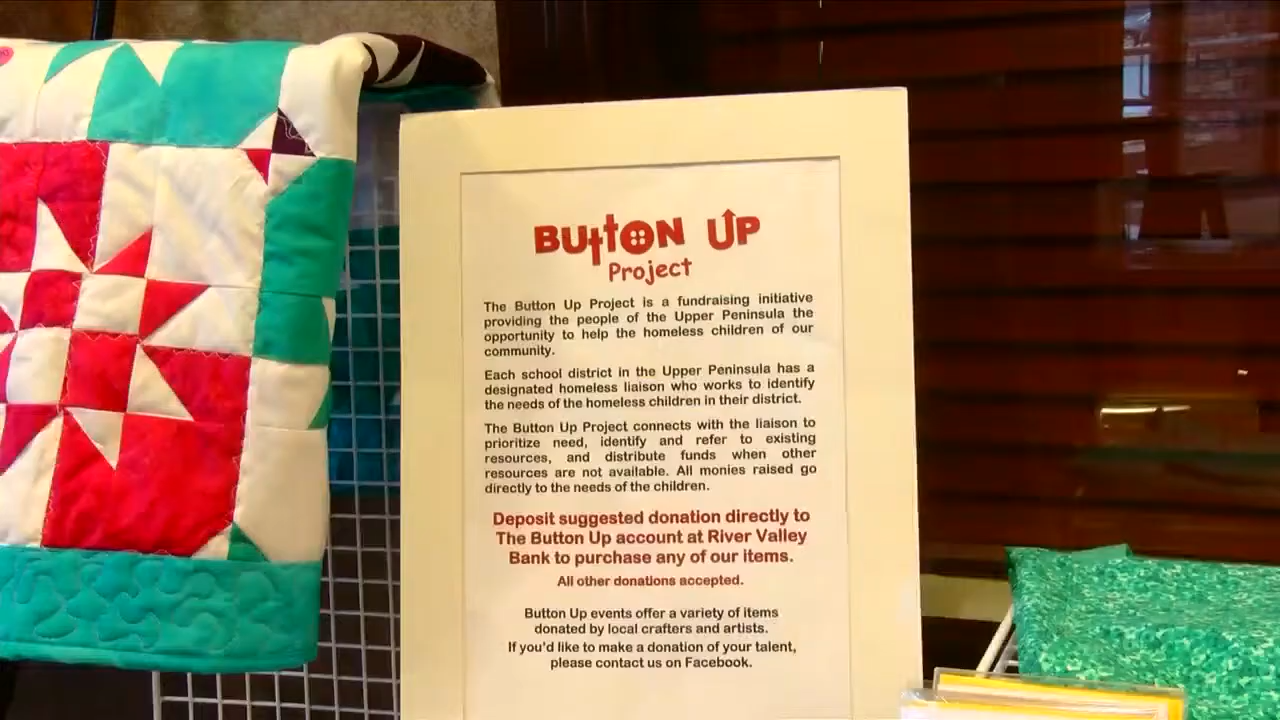 BUttON UP
Project
The Button Up Project is a fundraising initiative
providing the people of the Upper Peninsula the
opportunity to help the homeless children of our
community.
Each school district in the Upper Peninsula has a
designated homeless liaison who works to identify
the needs of the homeless children in their district.
The Button Up Project connects with the liaison to
prioritize need, identify and refer to existing
resources, and distribute funds when other
resources are not available. All monies raised go
directly to the needs of the children.
Deposit suggested donation directly to
The Button Up account at River Valley
Bank to purchase any of our items.
All other donations accepted.
Button Up events offer a variety of items
donated by local crafters and artists.
If you'd like to make a donation of your talent,
please contact us on Facebook.